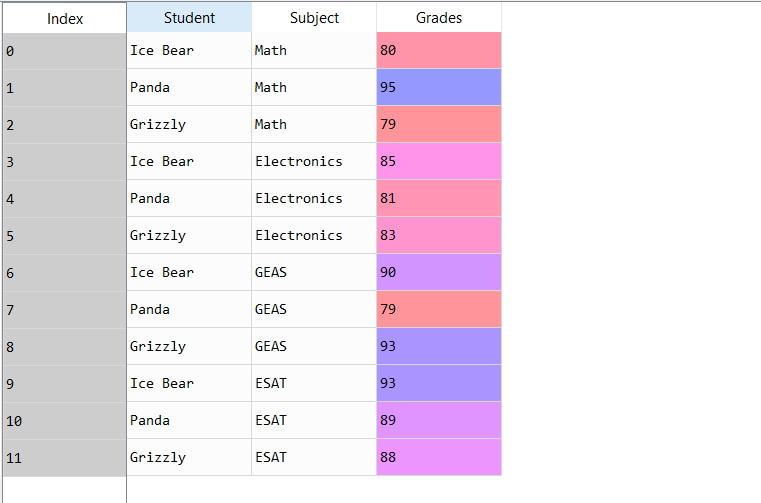 Index Student Subject Grades
0 Ice Bear Math 80
1 Panda Math 95
2 Grizzly Math 79
3 Ice Bear Electronics 85
4 Panda Electronics 81
5 Grizzly Electronics 83
6 Ice Bear GEAS 90
7 Panda GEAS 79
8 Grizzly GEAS 93
9 Ice Bear ESAT 93
10 Panda ESAT 89
11 Grizzly ESAT 88